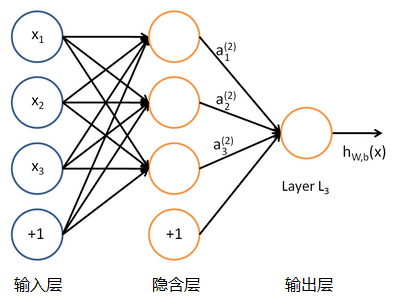 x₁
x₂
x₃
+1
+1
a₁⁽²⁾
a₂⁽²⁾
a₃⁽²⁾
Layer L₃
h_W,b(x)
输入层
隐含层
输出层